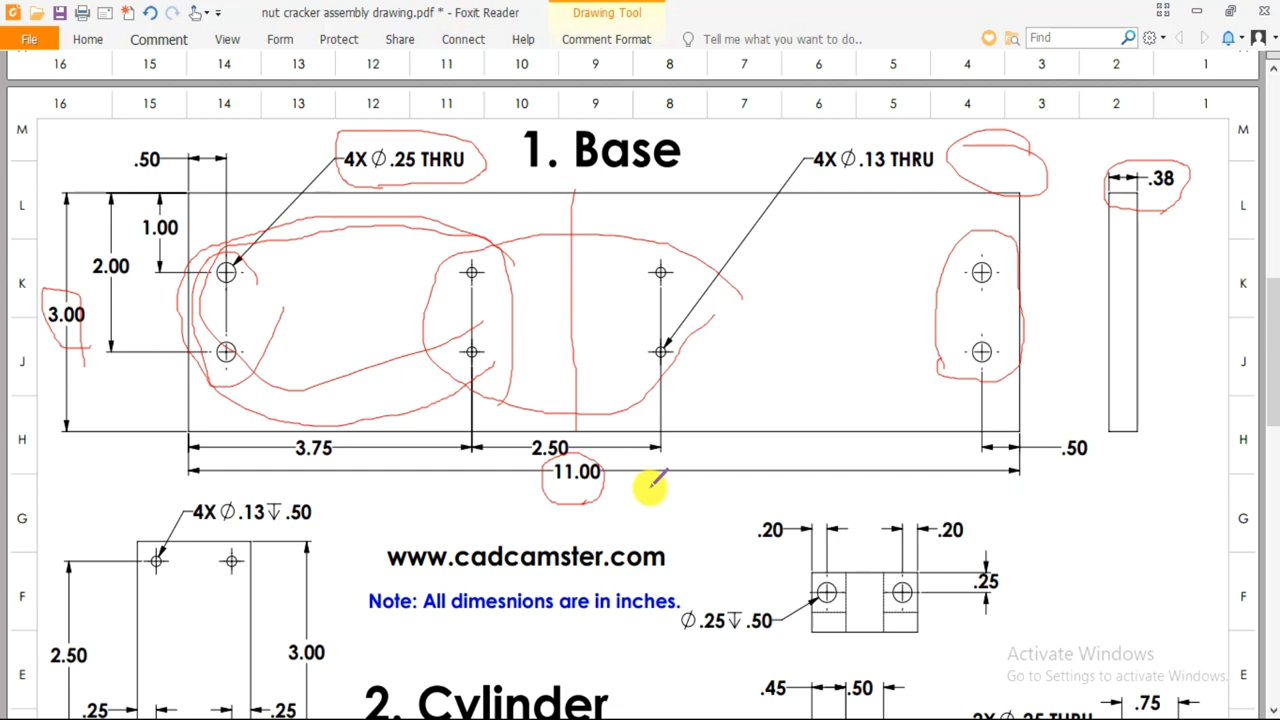 nut cracker assembly drawing.pdf * - Foxit Reader
Drawing Tool
File Home Comment View Form Protect Share Connect Help Comment Format Tell me what you want to do.. Find
16 15 14 13 12 11 10 9 8 7 6 5 4 3 2 1
16 15 14 13 12 11 10 9 8 7 6 5 4 3 2 1
M M
.50 4X Ø .25 THRU 1. Base 4X Ø .13 THRU .38
L L
1.00
2.00
K K
3.00
J J
H H
3.75 2.50 .50
11.00
G G
4X Ø .13 ↧ .50
.20 .20
www.cadcamster.com
.25
F F
Note: All dimesnions are in inches.
Ø .25 ↧ .50
2.50 3.00
Activate Windows
Go to Settings to activate Windows.
E E
.45 .50
.25 .25 2. Cylinder .75